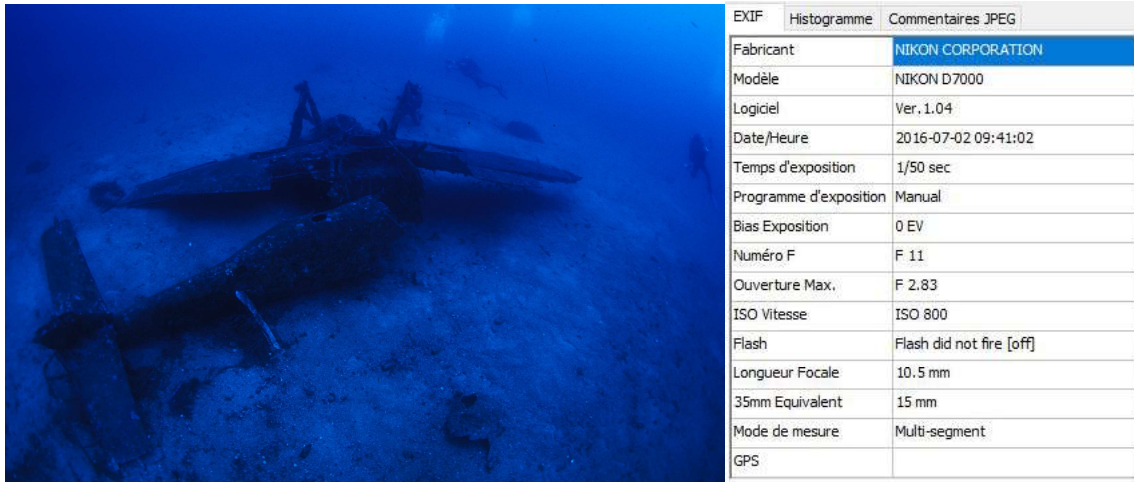 EXIF Histogramme Commentaires JPEG
Fabricant NIKON CORPORATION
Modèle NIKON D7000
Logiciel Ver.1.04
Date/Heure 2016-07-02 09:41:02
Temps d'exposition 1/50 sec
Programme d'exposition Manual
Bias Exposition 0 EV
Numéro F F 11
Ouverture Max. F 2.83
ISO Vitesse ISO 800
Flash Flash did not fire [off]
Longueur Focale 10.5 mm
35mm Equivalent 15 mm
Mode de mesure Multi-segment
GPS